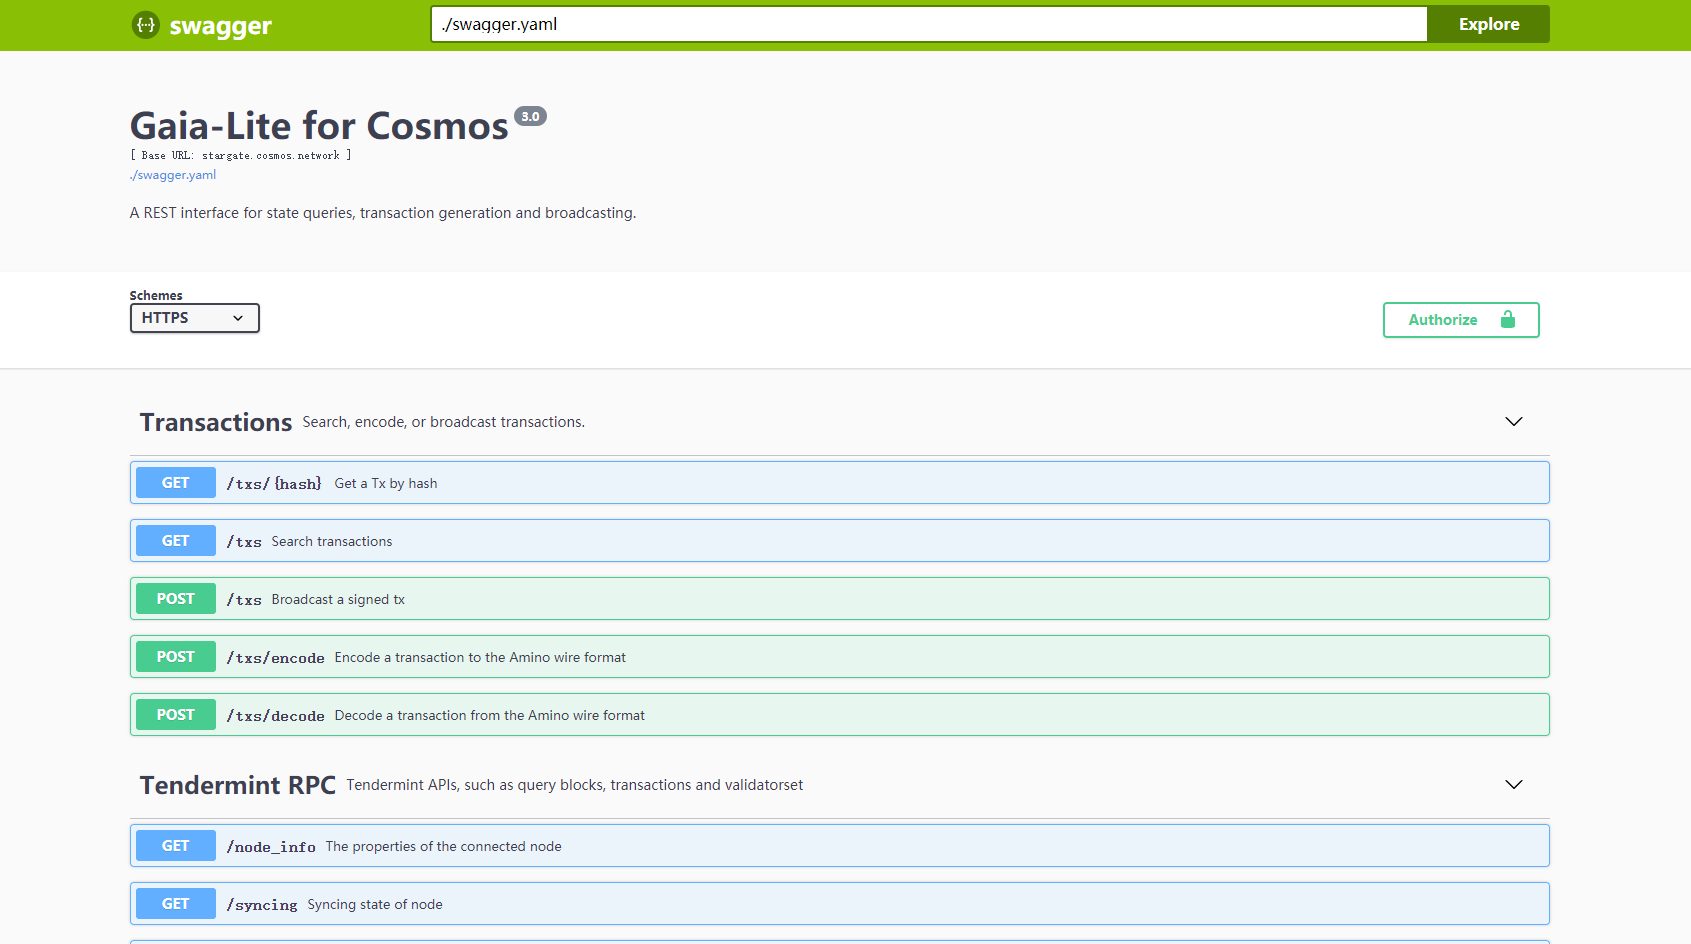 swagger
./swagger.yaml
Explore
Gaia-Lite for Cosmos 3.0
[ Base URL: stargate.cosmos.network ]
./swagger.yaml
A REST interface for state queries, transaction generation and broadcasting.
Schemes
HTTPS
Authorize
Transactions Search, encode, or broadcast transactions.
GET /txs/{hash} Get a Tx by hash
GET /txs Search transactions
POST /txs Broadcast a signed tx
POST /txs/encode Encode a transaction to the Amino wire format
POST /txs/decode Decode a transaction from the Amino wire format
Tendermint RPC Tendermint APIs, such as query blocks, transactions and validatorset
GET /node_info The properties of the connected node
GET /syncing Syncing state of node